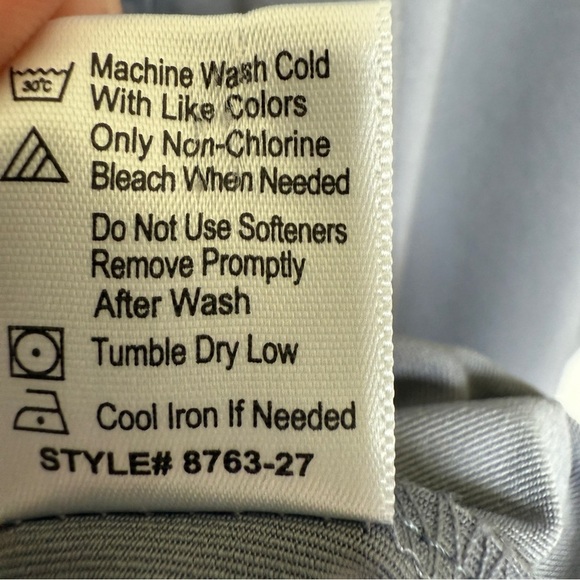 30°C
Machine Wash Cold
With Like Colors
Only Non-Chlorine
Bleach When Needed
Do Not Use Softeners
Remove Promptly
After Wash
Tumble Dry Low
Cool Iron If Needed
STYLE# 8763-27